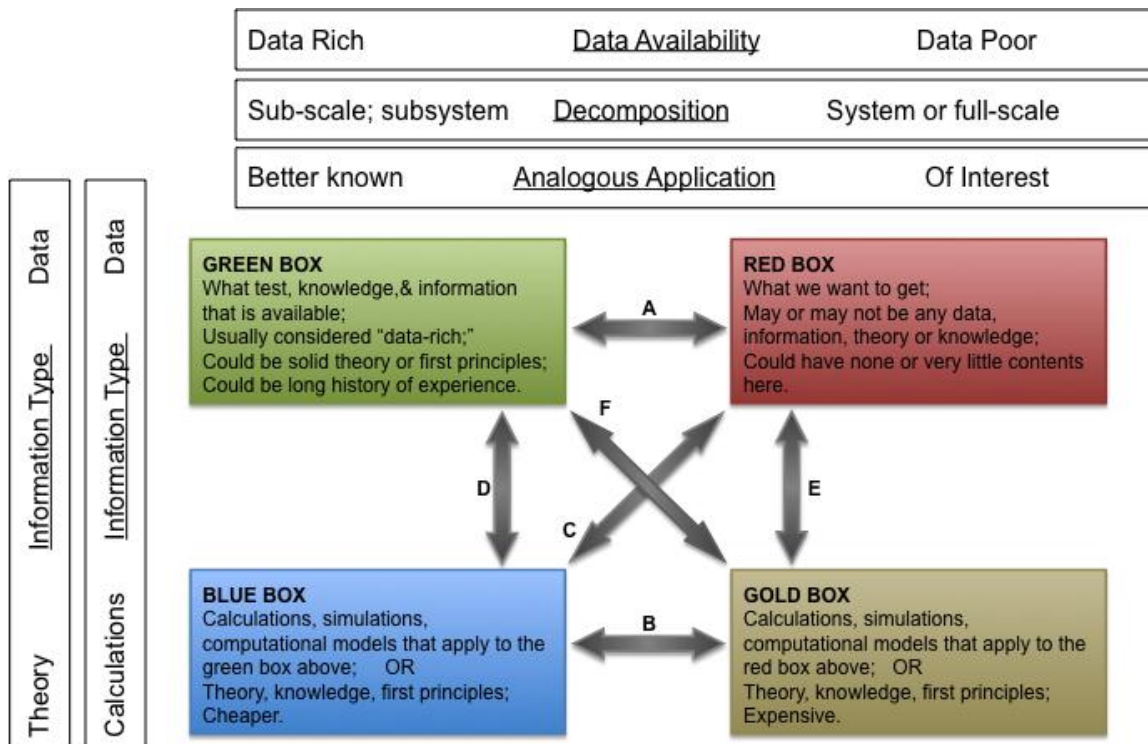 Data Rich Data Availability Data Poor
Sub-scale; subsystem Decomposition System or full-scale
Better known Analogous Application Of Interest
Data
Information Type
Theory
Data
Information Type
Calculations
GREEN BOX
What test, knowledge,& information
that is available;
Usually considered “data-rich;”
Could be solid theory or first principles;
Could be long history of experience.
A
RED BOX
What we want to get;
May or may not be any data,
information, theory or knowledge;
Could have none or very little contents
here.
F
D
C
E
BLUE BOX
Calculations, simulations,
computational models that apply to the
green box above; OR
Theory, knowledge, first principles;
Cheaper.
B
GOLD BOX
Calculations, simulations,
computational models that apply to the
red box above; OR
Theory, knowledge, first principles;
Expensive.